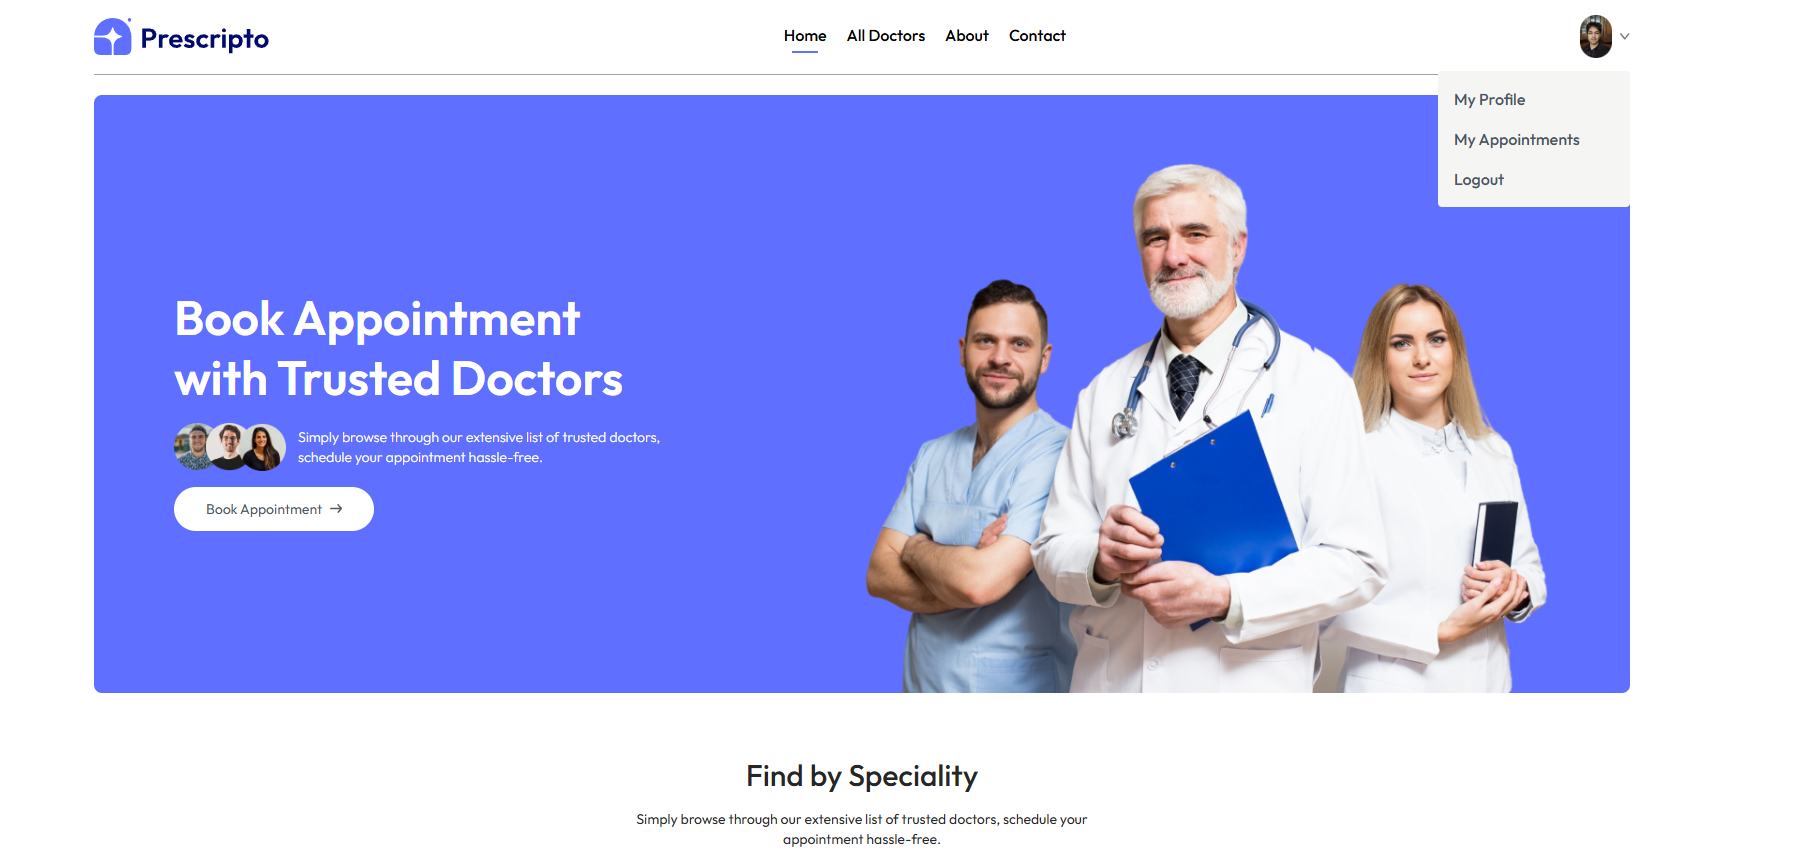 Prescripto
Home
All Doctors
About
Contact
My Profile
My Appointments
Logout
Book Appointment
with Trusted Doctors
Simply browse through our extensive list of trusted doctors,
schedule your appointment hassle-free.
Book Appointment →
Find by Speciality
Simply browse through our extensive list of trusted doctors, schedule your
appointment hassle-free.